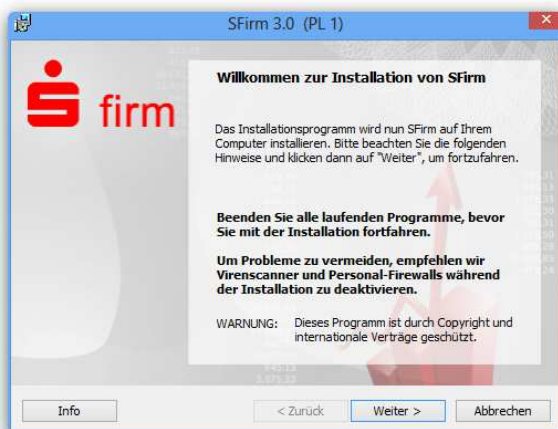 SFirm 3.0 (PL 1)
firm
Willkommen zur Installation von SFirm
Das Installationsprogramm wird nun SFirm auf Ihrem
Computer installieren. Bitte beachten Sie die folgenden
Hinweise und klicken dann auf "Weiter", um fortzufahren.
Beenden Sie alle laufenden Programme, bevor
Sie mit der Installation fortfahren.
Um Probleme zu vermeiden, empfehlen wir
Virenscanner und Personal-Firewalls während
der Installation zu deaktivieren.
WARNUNG: Dieses Programm ist durch Copyright und
internationale Verträge geschützt.
Info
< Zurück
Weiter >
Abbrechen